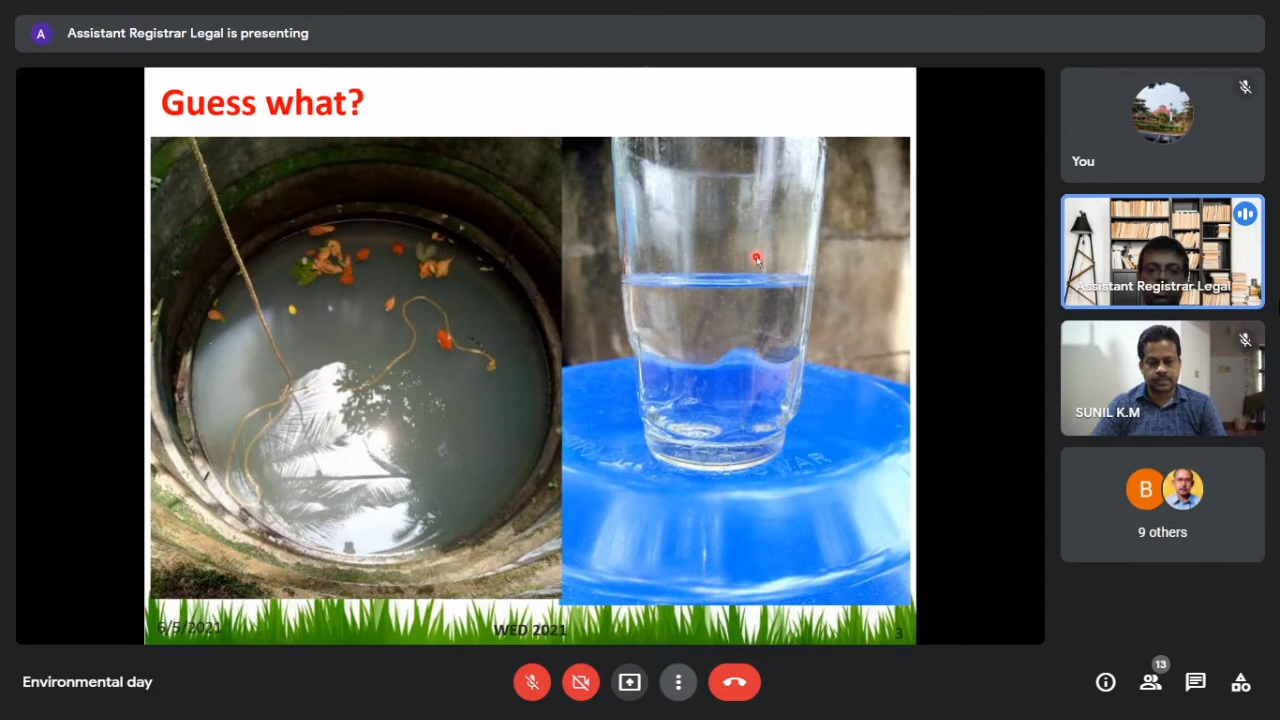 A
Assistant Registrar Legal is presenting
Guess what?
6/5/2021
WED 2021
3
You
Assistant Registrar Legal
SUNIL K.M
B
9 others
Environmental day
13